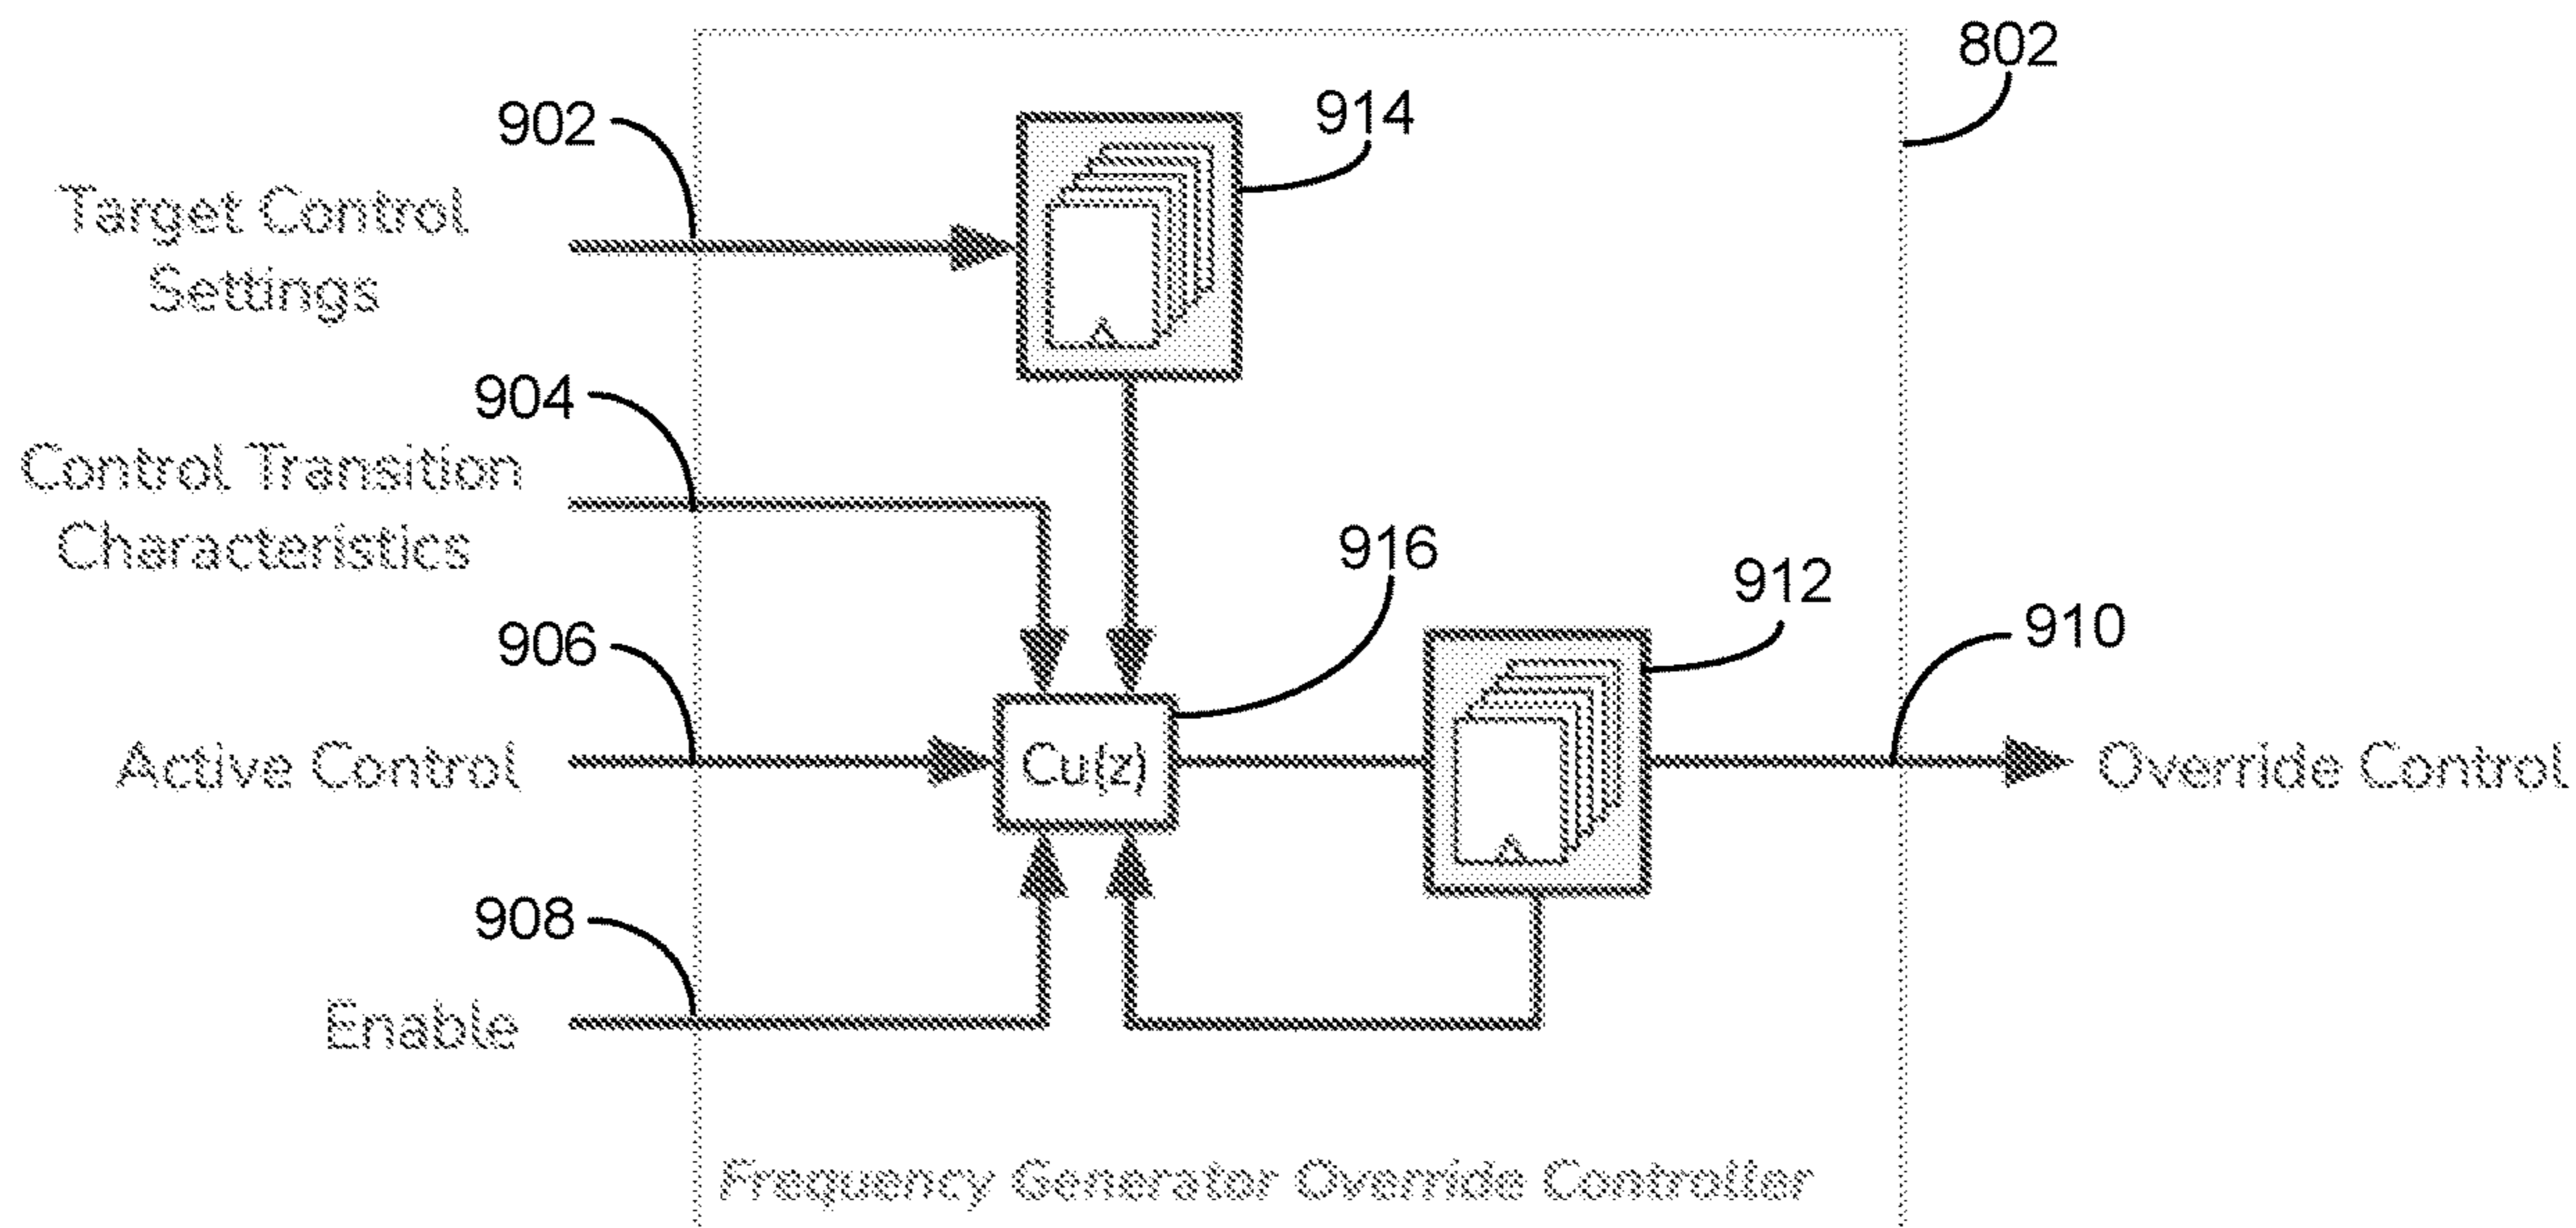 802
902
914
Target Control
Settings
904
Control Transition
Characteristics
916
912
906
910
Active Control
Cu(z)
Override Control
908
Enable
Frequency Generator Override Controller